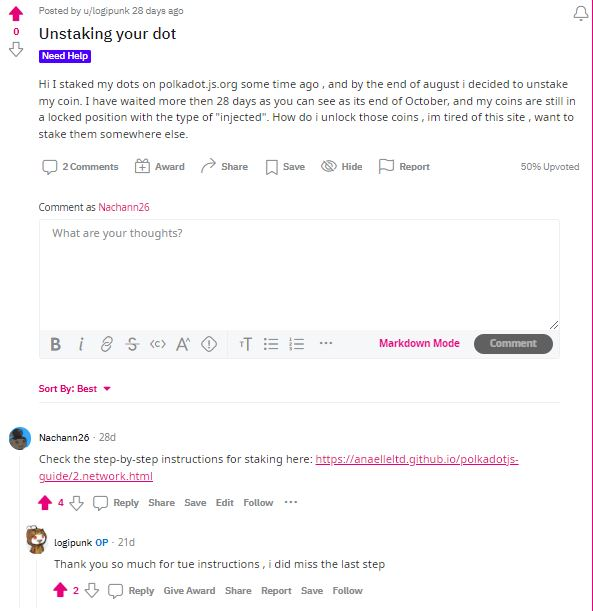 Posted by u/logipunk 28 days ago
0
Unstaking your dot
Need Help
Hi I staked my dots on polkadot.js.org some time ago , and by the end of august i decided to unstake
my coin. I have waited more then 28 days as you can see as its end of October, and my coins are still in
a locked position with the type of "injected". How do i unlock those coins , im tired of this site , want to
stake them somewhere else.
2 Comments Award Share Save Hide Report 50% Upvoted
Comment as Nachann26
What are your thoughts?
B i S <c> A T ··· Markdown Mode Comment
Sort By: Best
Nachann26 · 28d
Check the step-by-step instructions for staking here: https://anaelleltd.github.io/polkadotjs-
guide/2.network.html
4 Reply Share Save Edit Follow ···
logipunk OP · 21d
Thank you so much for tue instructions , i did miss the last step
2 Reply Give Award Share Report Save Follow